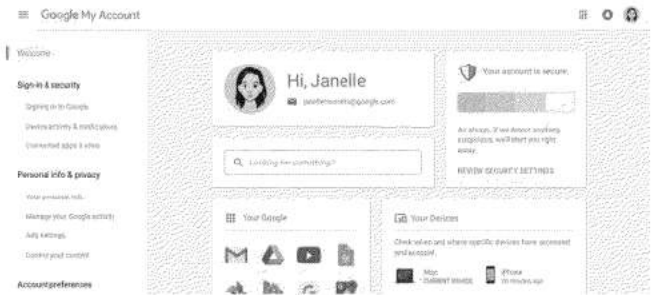 Google My Account
Welcome
Sign-in & security
Signing in to Google
Device activity & notifications
Connected apps & sites
Personal info & privacy
Your personal info
Manage your Google activity
Ads Settings
Control your content
Account preferences
Hi, Janelle
Looking for something?
Your account is secure.
As always, if we detect anything
suspicious, we'll alert you right
away.
REVIEW SECURITY SETTINGS
Your Google
Your Devices
Check when and where specific devices have accessed
your account.
Mac
CURRENT DEVICE
iPhone
minutes ago